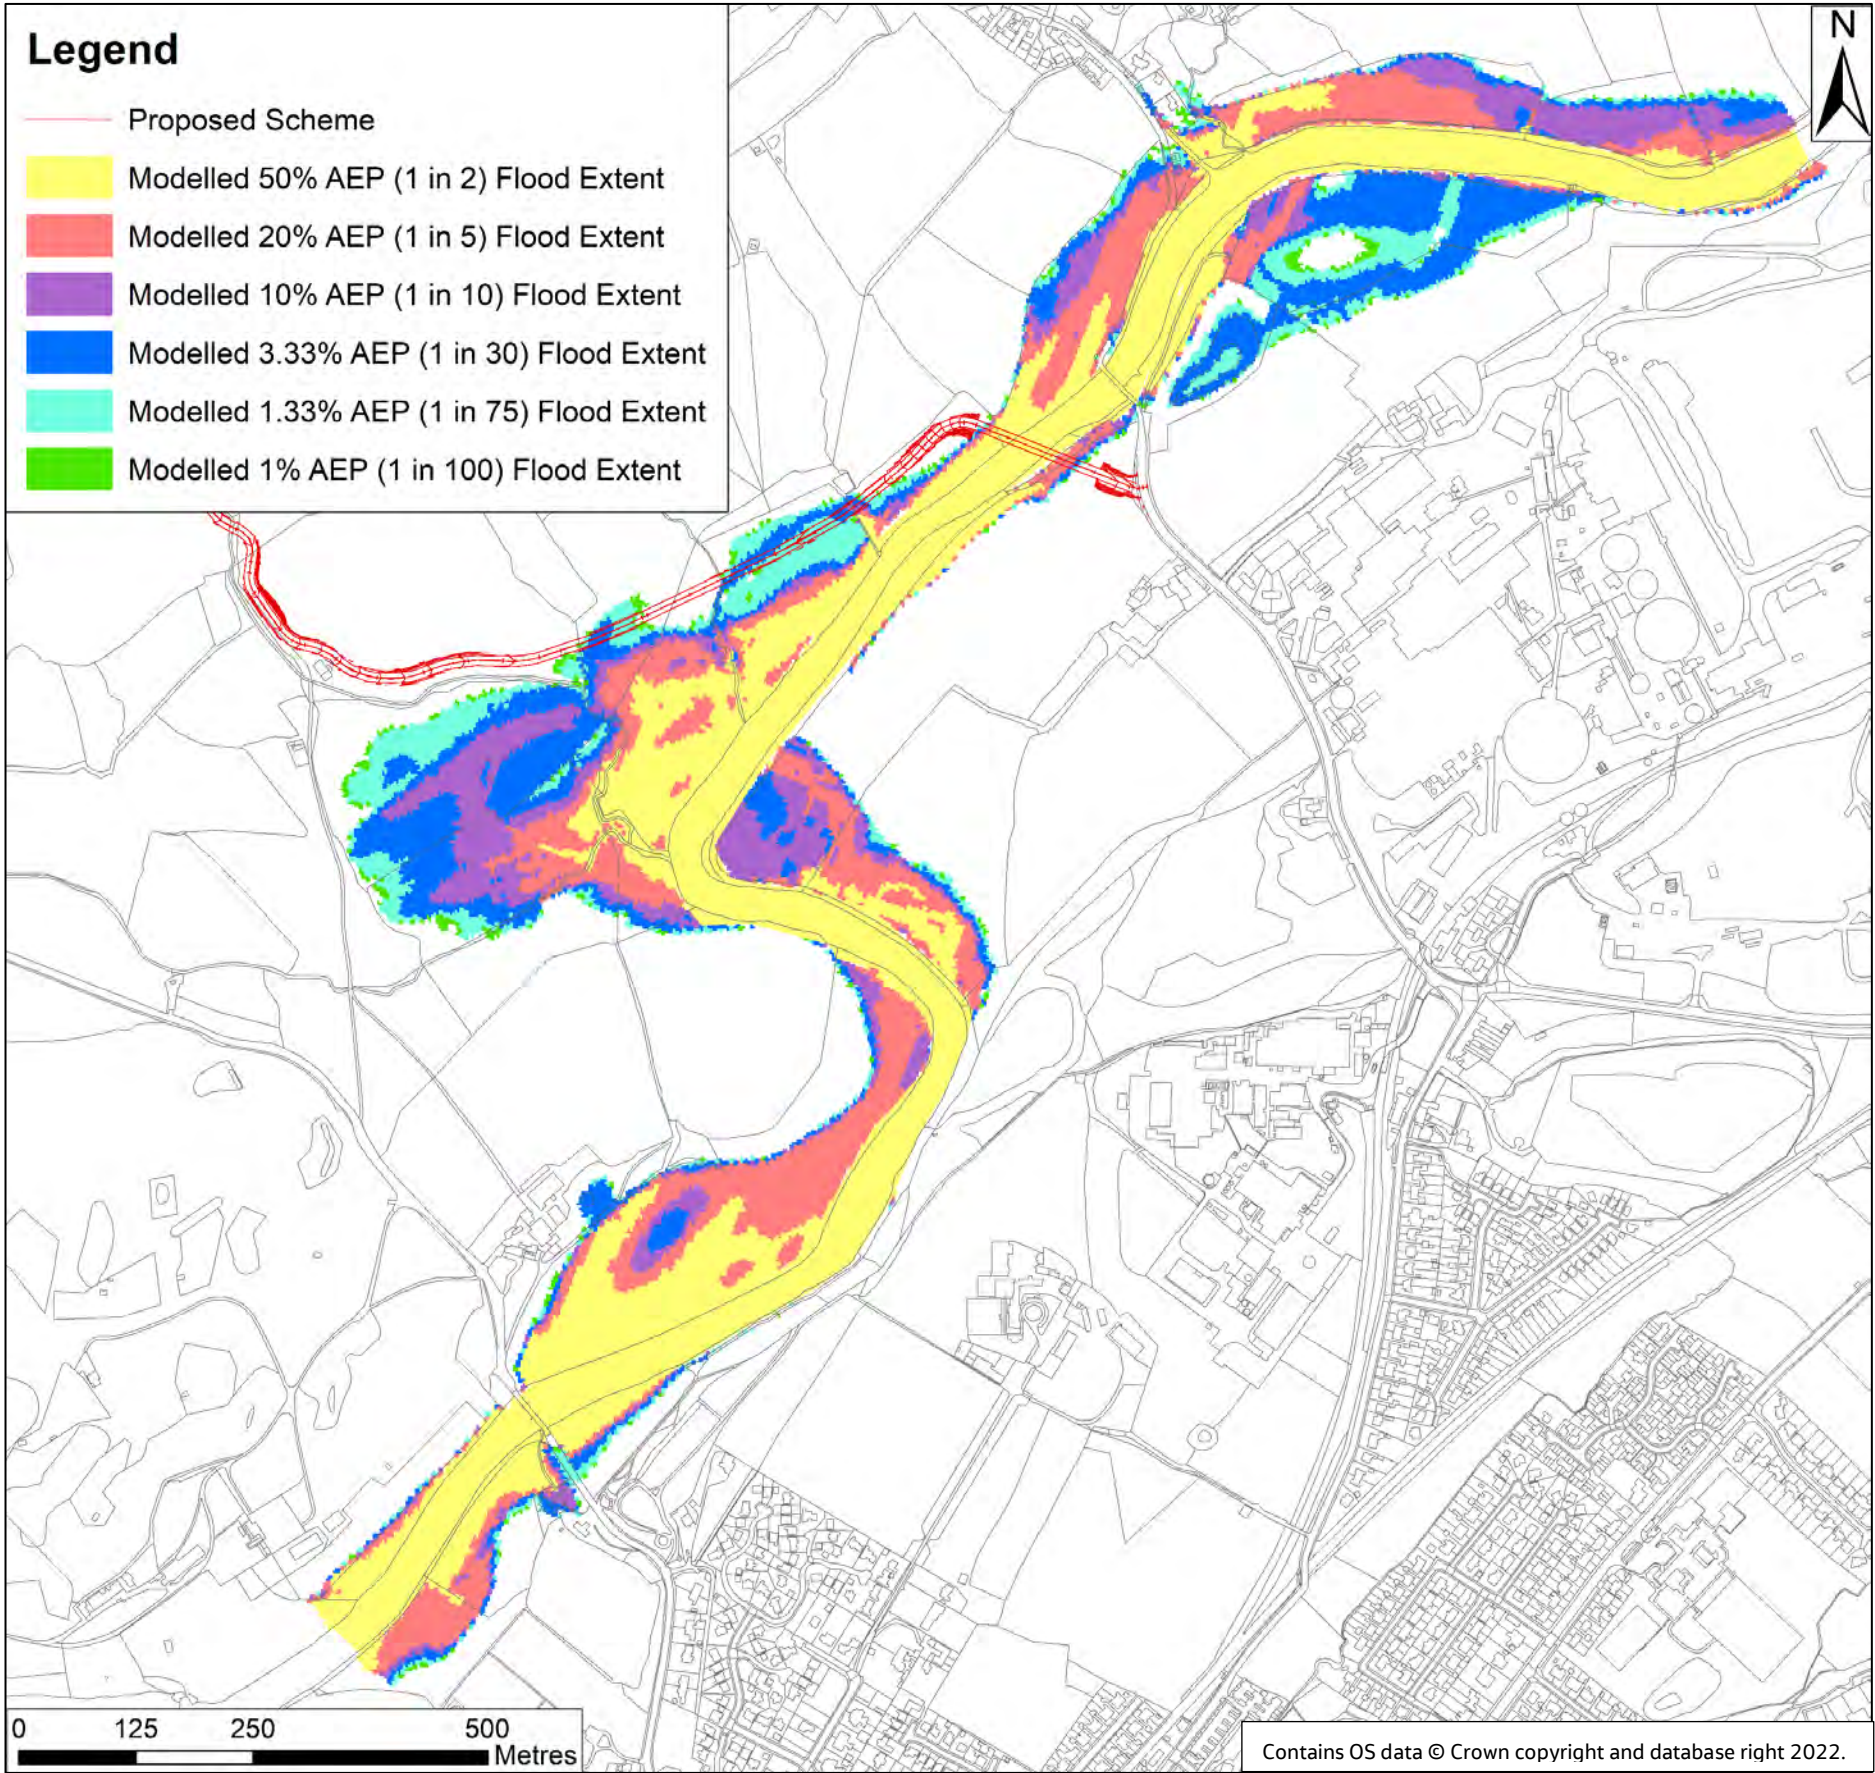 Legend
Proposed Scheme
Modelled 50% AEP (1 in 2) Flood Extent
Modelled 20% AEP (1 in 5) Flood Extent
Modelled 10% AEP (1 in 10) Flood Extent
Modelled 3.33% AEP (1 in 30) Flood Extent
Modelled 1.33% AEP (1 in 75) Flood Extent
Modelled 1% AEP (1 in 100) Flood Extent
N
0 125 250 500
Metres
Contains OS data © Crown copyright and database right 2022.